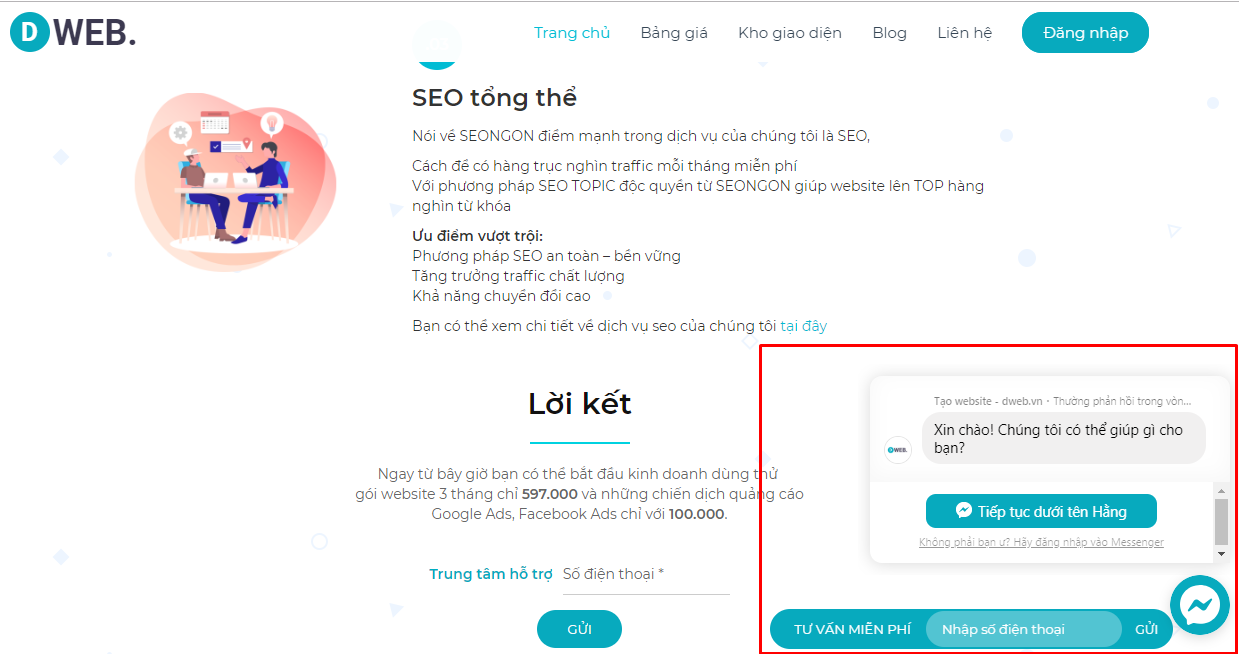 D WEB.
Trang chủ Bảng giá Kho giao diện Blog Liên hệ Đăng nhập
SEO tổng thể
Nói về SEONGON điểm mạnh trong dịch vụ của chúng tôi là SEO,
Cách để có hàng trục nghìn traffic mỗi tháng miễn phí
Với phương pháp SEO TOPIC độc quyền từ SEONGON giúp website lên TOP hàng
nghìn từ khóa
Ưu điểm vượt trội:
Phương pháp SEO an toàn – bền vững
Tăng trưởng traffic chất lượng
Khả năng chuyển đổi cao
Bạn có thể xem chi tiết về dịch vụ seo của chúng tôi tại đây
Lời kết
Ngay từ bây giờ bạn có thể bắt đầu kinh doanh dùng thử
gói website 3 tháng chỉ 597.000 và những chiến dịch quảng cáo
Google Ads, Facebook Ads chỉ với 100.000.
Trung tâm hỗ trợ Số điện thoại *
GỬI
Tạo website - dweb.vn · Thường phản hồi trong vòn...
Xin chào! Chúng tôi có thể giúp gì cho
bạn?
DWEB.
Tiếp tục dưới tên Hằng
Không phải bạn ư? Hãy đăng nhập vào Messenger
TƯ VẤN MIỄN PHÍ Nhập số điện thoại GỬI